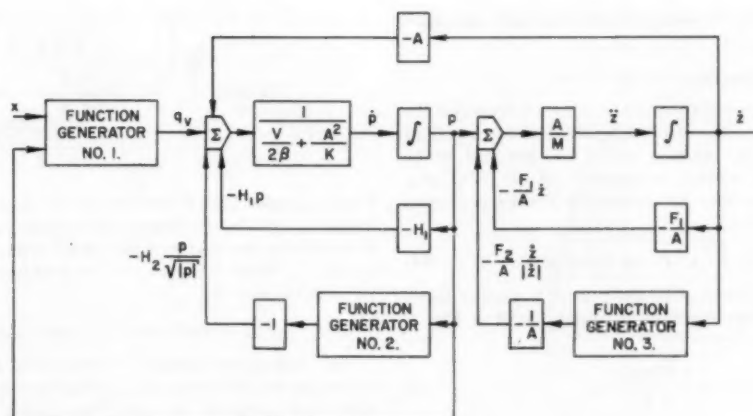 -A
x
FUNCTION
GENERATOR
NO. 1.
q_v
Σ
1
V/2β + A²/K
ṗ
∫
p
Σ
A/M
z̈
∫
ż
-H₁p
-H₁
-F₁/A ż
-F₁/A
-H₂ p/√|p|
-F₂/A ż/|ż|
-1
FUNCTION
GENERATOR
NO. 2.
-1/A
FUNCTION
GENERATOR
NO. 3.